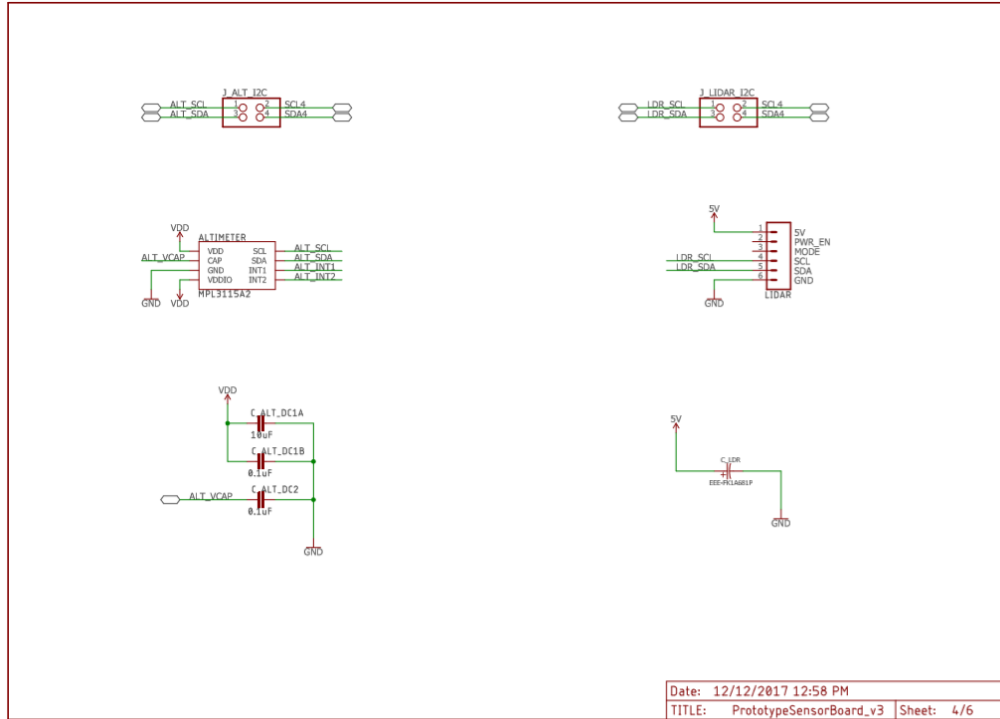 J_ALT_I2C
ALT_SCL 1 2 SCL4
ALT_SDA 3 4 SDA4
J_LIDAR_I2C
LDR_SCL 1 2 SCL4
LDR_SDA 3 4 SDA4
VDD
ALTIMETER
VDD SCL ALT_SCL
ALT_VCAP CAP SDA ALT_SDA
GND INT1 ALT_INT1
VDDIO INT2 ALT_INT2
GND VDD MPL3115A2
5V
1 5V
2 PWR_EN
3 MODE
LDR_SCL 4 SCL
LDR_SDA 5 SDA
6 GND
GND LIDAR
VDD
C_ALT_DC1A
10uF
C_ALT_DC1B
0.1uF
ALT_VCAP C_ALT_DC2
0.1uF
GND
5V
C_LDR
+
EEE-FK1A681P
GND
Date: 12/12/2017 12:58 PM
TITLE: PrototypeSensorBoard_v3 Sheet: 4/6